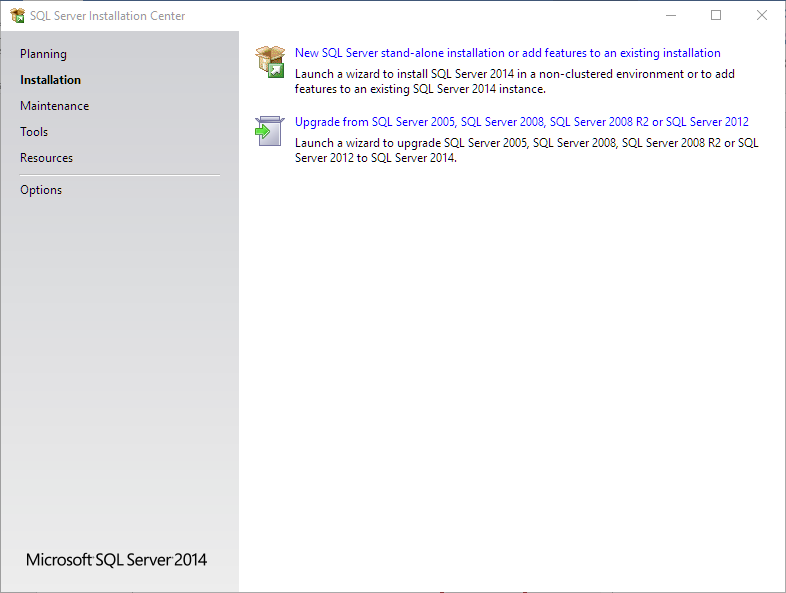 SQL Server Installation Center
Planning
Installation
Maintenance
Tools
Resources
Options
New SQL Server stand-alone installation or add features to an existing installation
Launch a wizard to install SQL Server 2014 in a non-clustered environment or to add
features to an existing SQL Server 2014 instance.
Upgrade from SQL Server 2005, SQL Server 2008, SQL Server 2008 R2 or SQL Server 2012
Launch a wizard to upgrade SQL Server 2005, SQL Server 2008, SQL Server 2008 R2 or SQL
Server 2012 to SQL Server 2014.
Microsoft SQL Server 2014